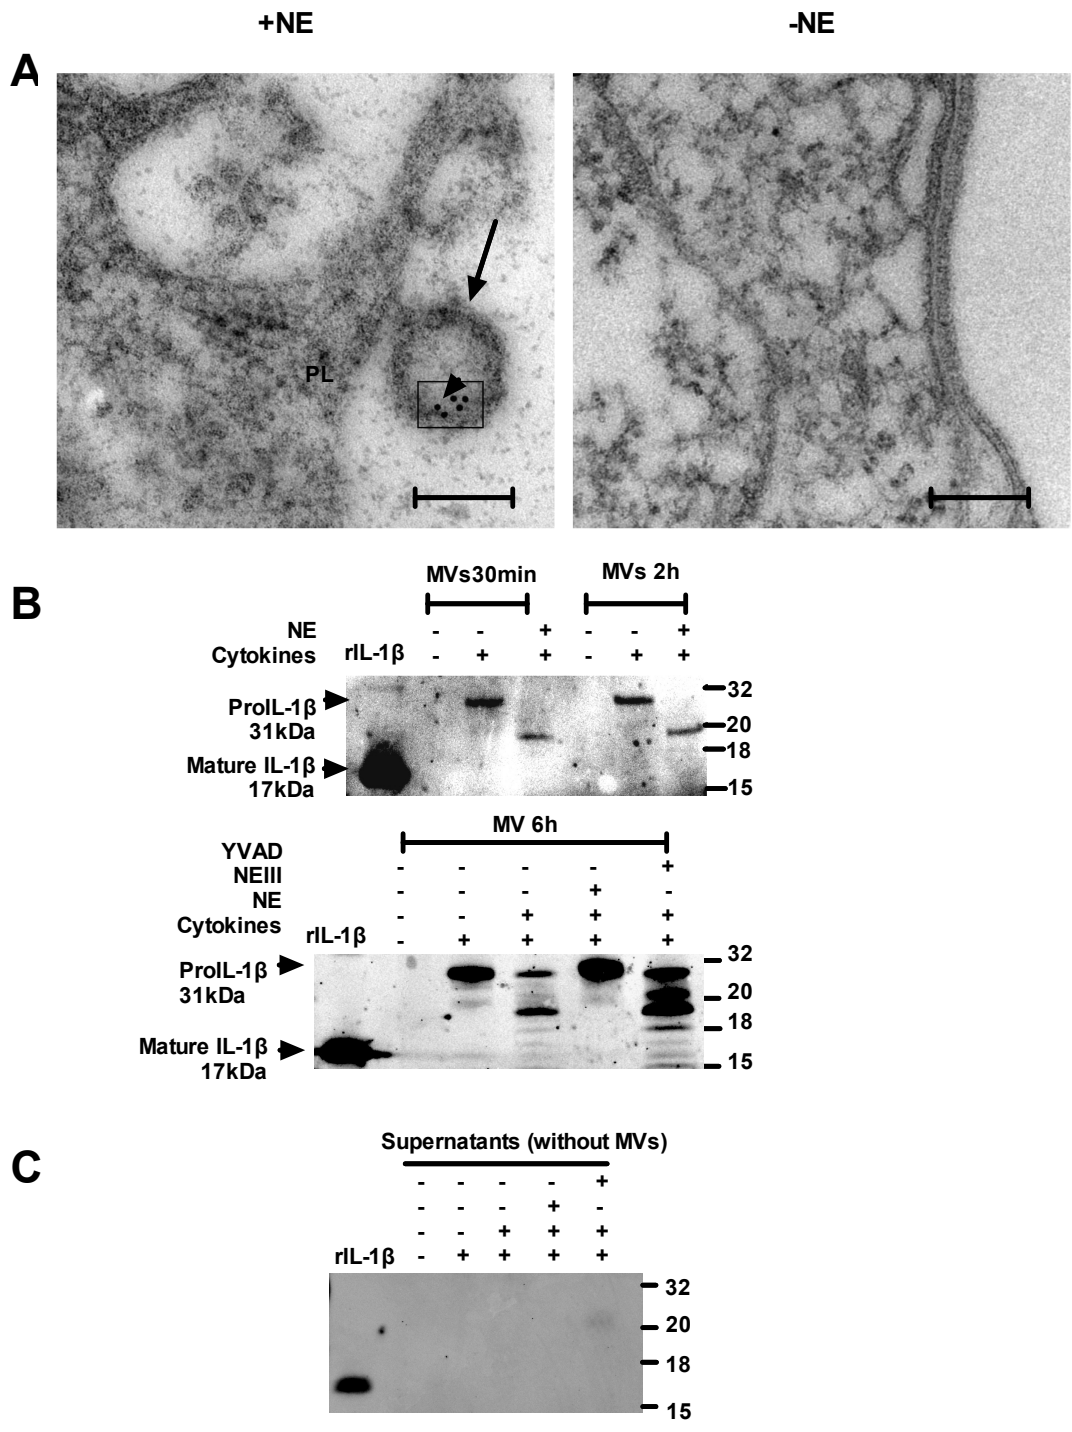 +NE -NE
A
PL
B
MVs30min MVs 2h
NE - - + - - +
Cytokines rIL-1β - + + - + +
ProIL-1β
31kDa
Mature IL-1β
17kDa
32
20
18
15
MV 6h
YVAD - - - - +
NEIII - - - + -
NE - - + + +
Cytokines rIL-1β - + + + +
ProIL-1β
31kDa
Mature IL-1β
17kDa
32
20
18
15
C
Supernatants (without MVs)
- - - - +
- - - + -
- - + + +
rIL-1β - + + + +
32
20
18
15